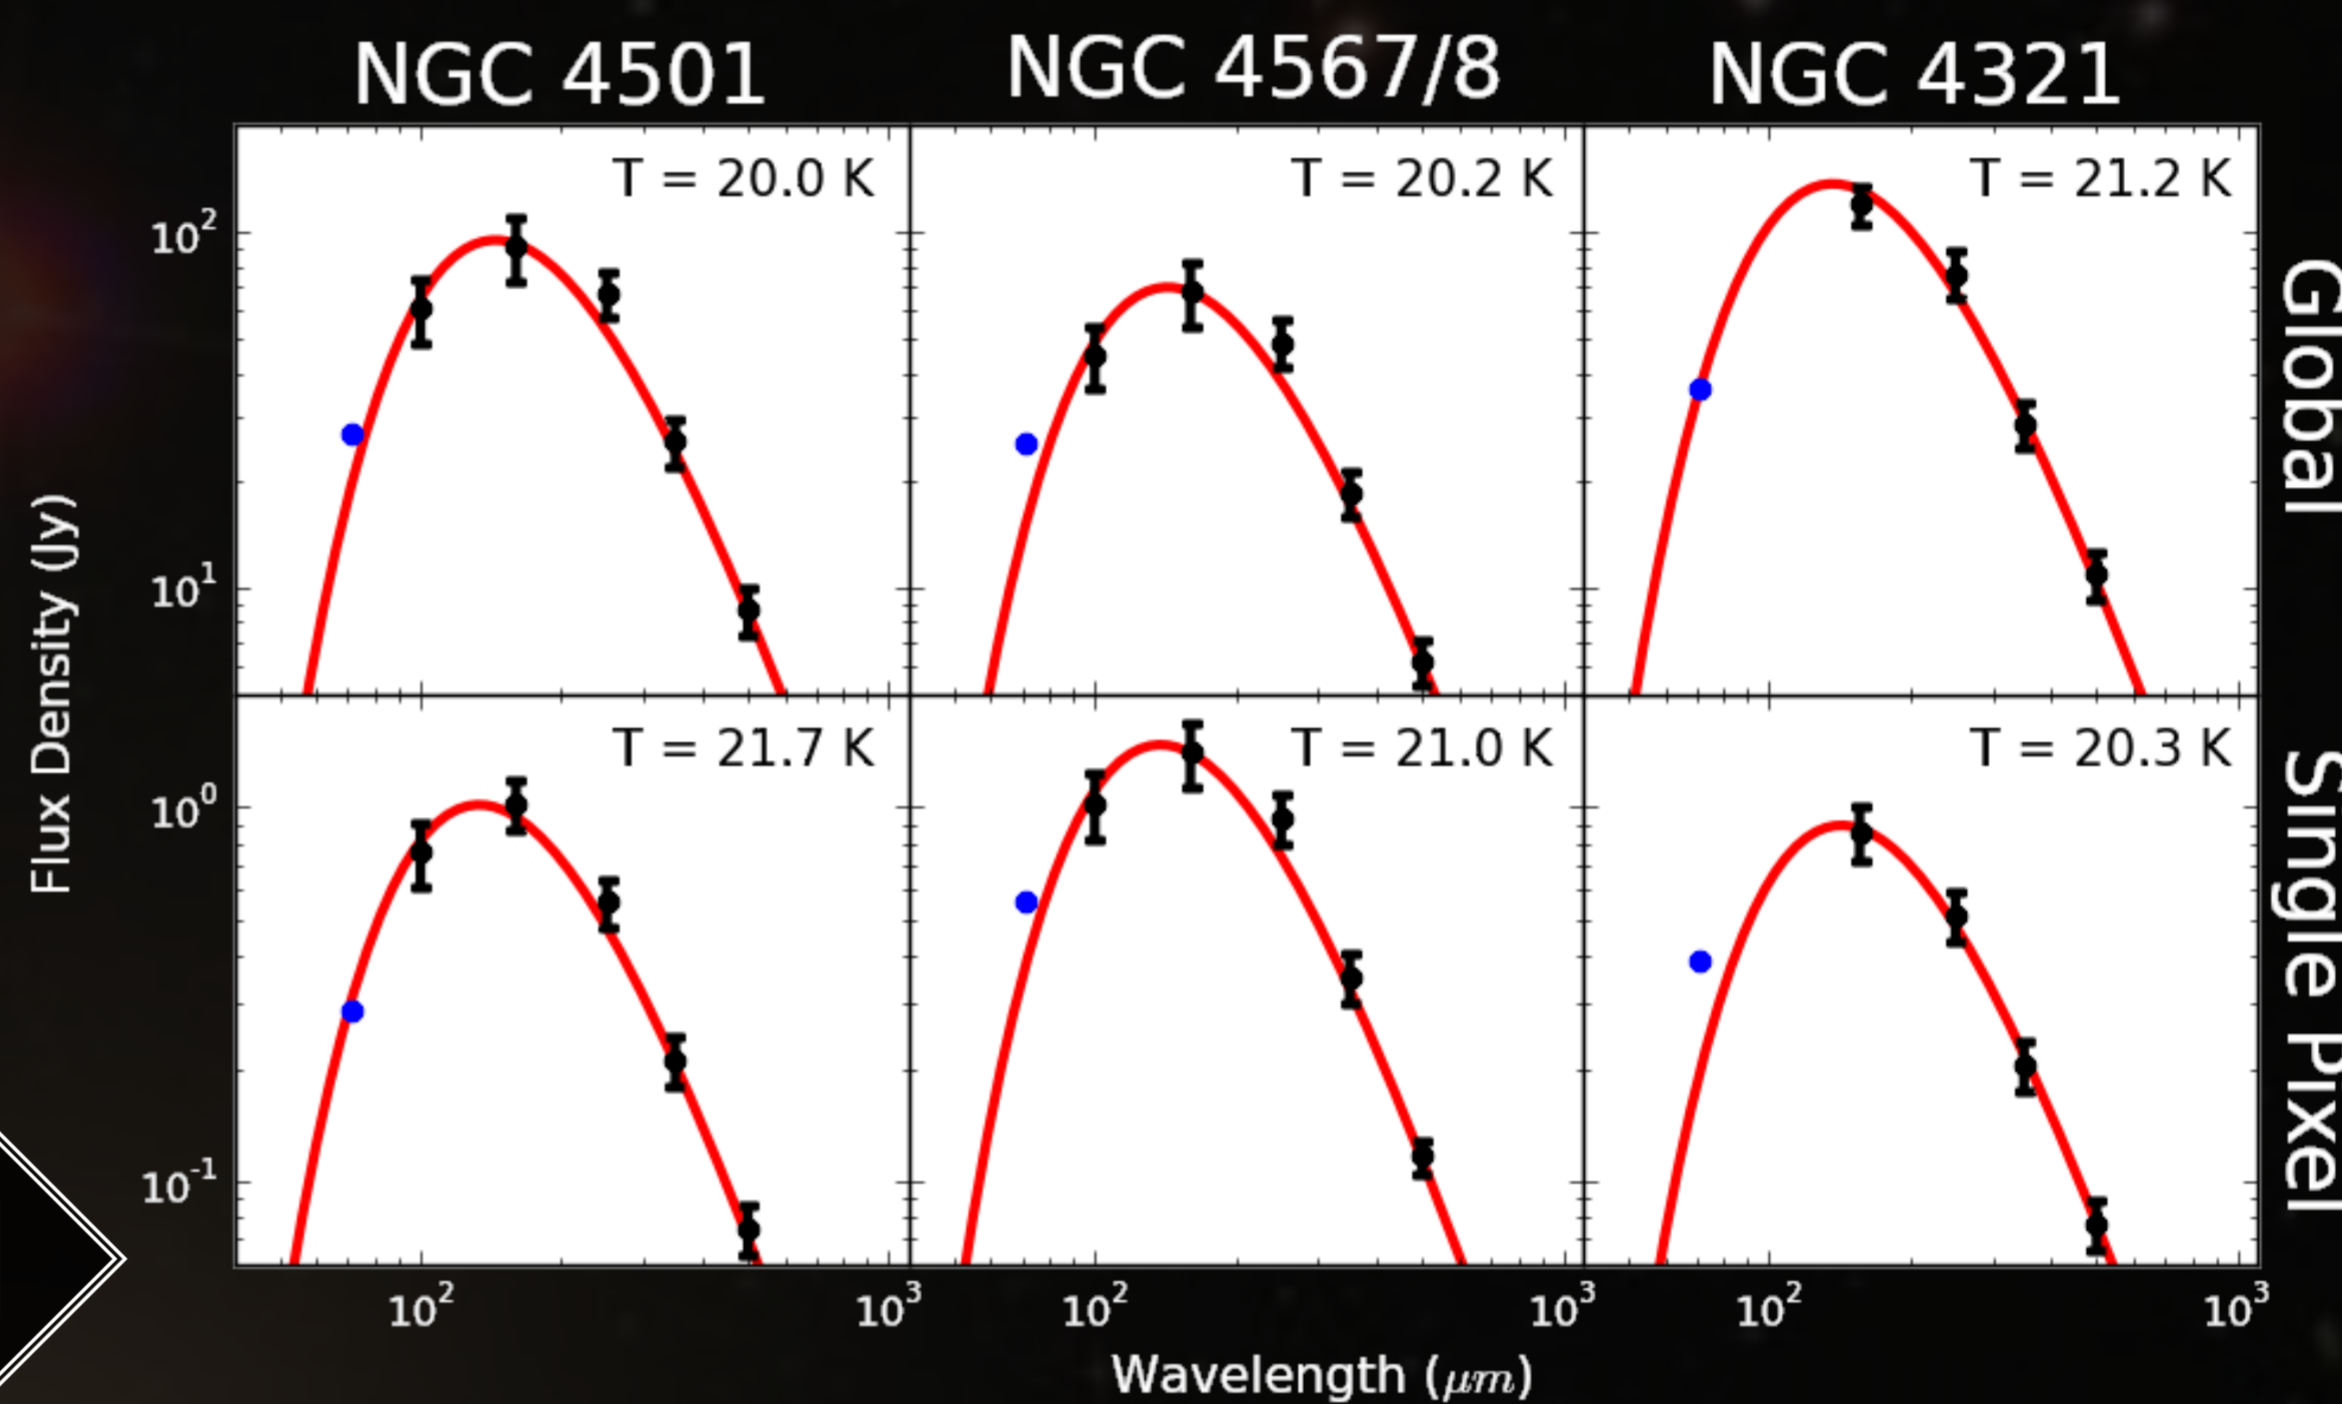 NGC 4501 NGC 4567/8 NGC 4321
T = 20.0 K T = 20.2 K T = 21.2 K
10² 
10¹
Global
Flux Density (Jy)
T = 21.7 K T = 21.0 K T = 20.3 K
10⁰
10⁻¹
Single Pixel
10² 10³ 10² 10³ 10² 10³
Wavelength (μm)